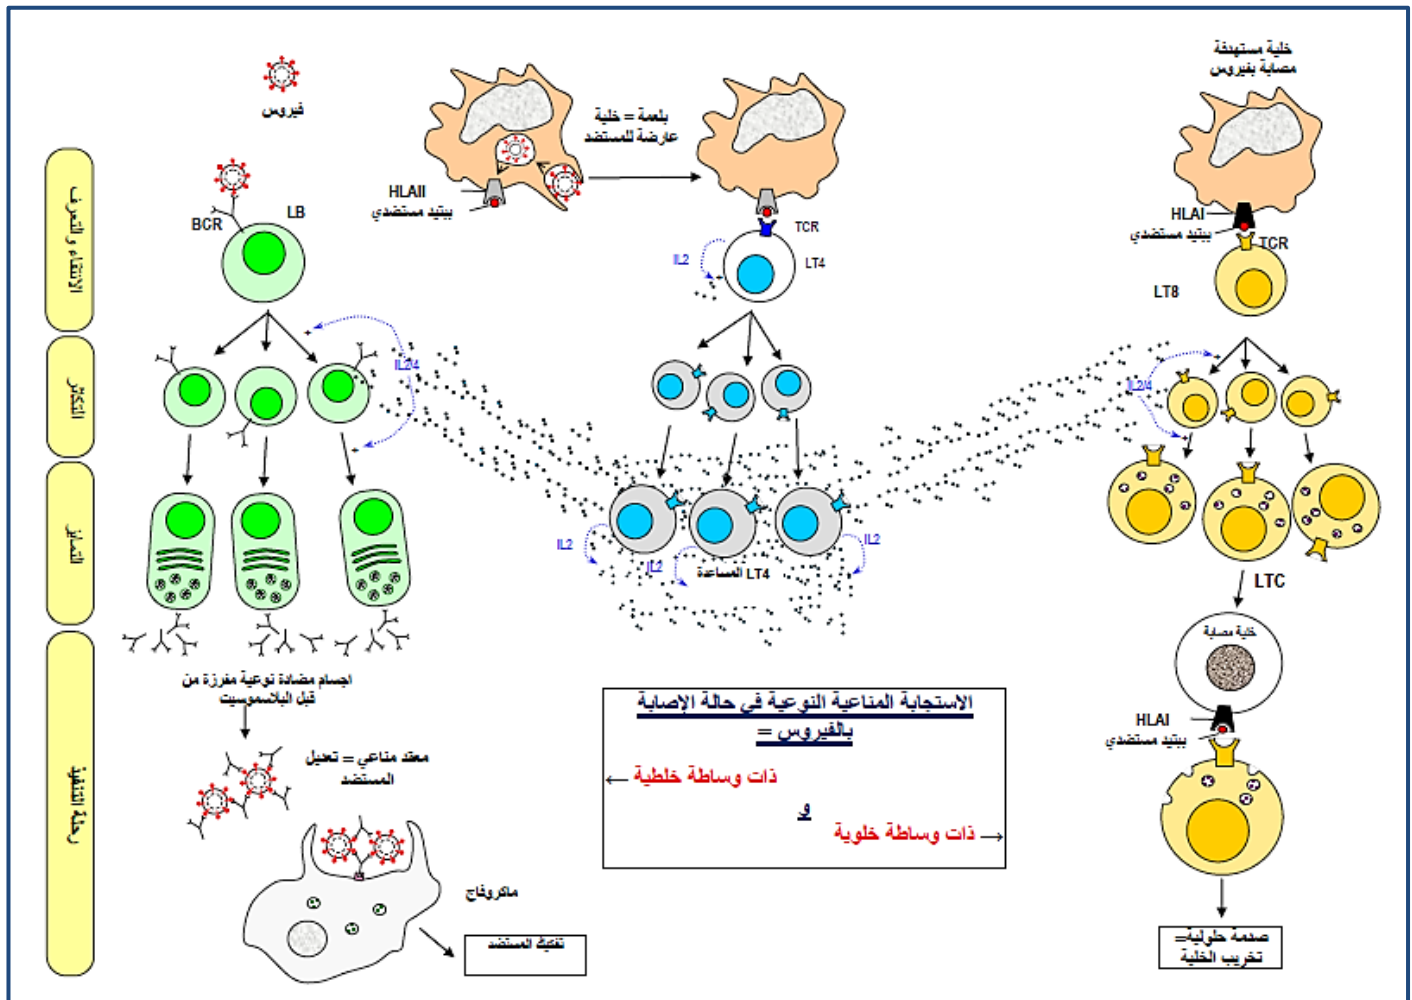 فيروس
بلعمة = خلية
عارضة للمستضد
خلية مستهدفة
مصابة بفيروس
HLAII
ببتيد مستضدي
BCR
LB
TCR
IL2
LT4
HLAI
ببتيد مستضدي
TCR
LT8
الانتقاء والتعرف
IL2/4
IL2/4
التكاثر
التمايز
IL2
IL2
IL2
LT4 المساعدة
LTC
اجسام مضادة نوعية مفرزة من
قبل البلاسموسيت
خلية مصابة
HLAI
ببتيد مستضدي
الاستجابة المناعية النوعية في حالة الإصابة
بالفيروس =
ذات وساطة خلطية ←
و
→ ذات وساطة خلوية
رحلة التنفيذ
معقد مناعي = تعديل
المستضد
ماكروفاج
تفكيك المستضد
صدمة حلولية=
تخريب الخلية